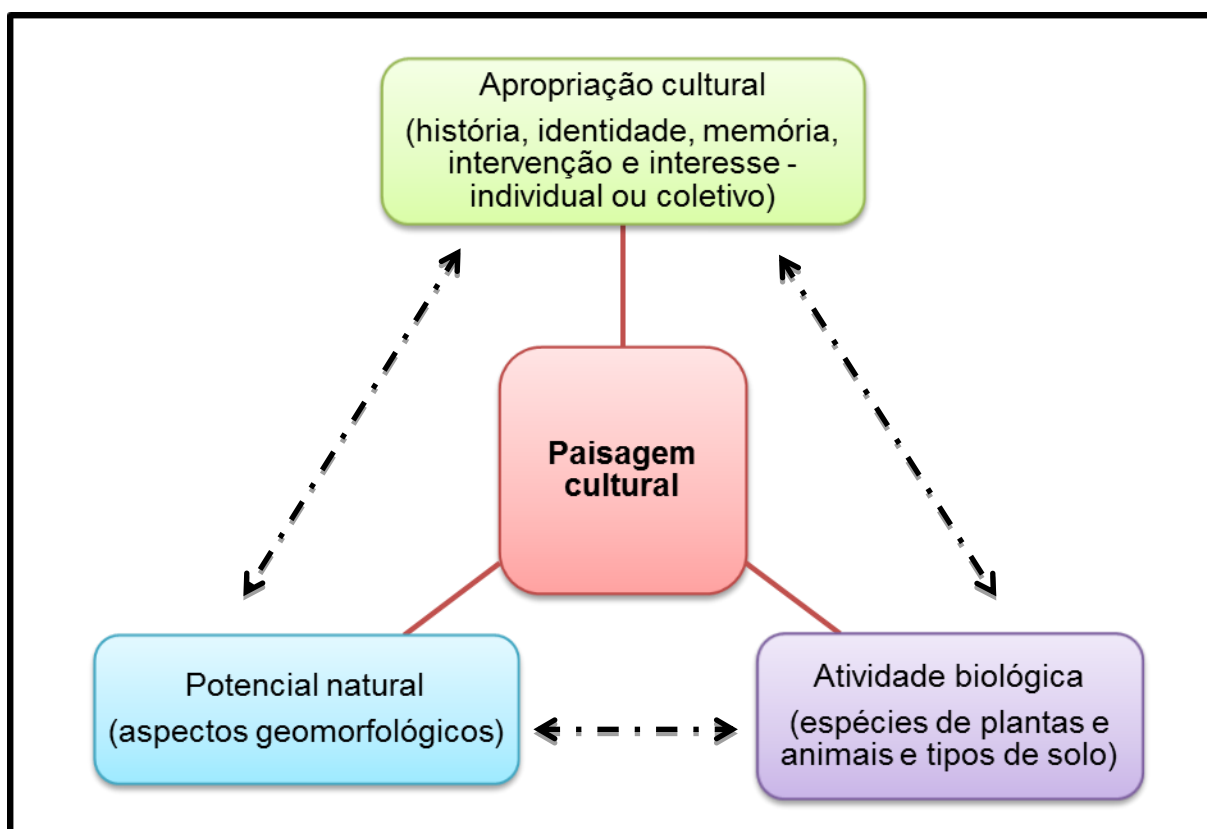 Apropriação cultural
(história, identidade, memória,
intervenção e interesse -
individual ou coletivo)
Paisagem
cultural
Potencial natural
(aspectos geomorfológicos)
Atividade biológica
(espécies de plantas e
animais e tipos de solo)